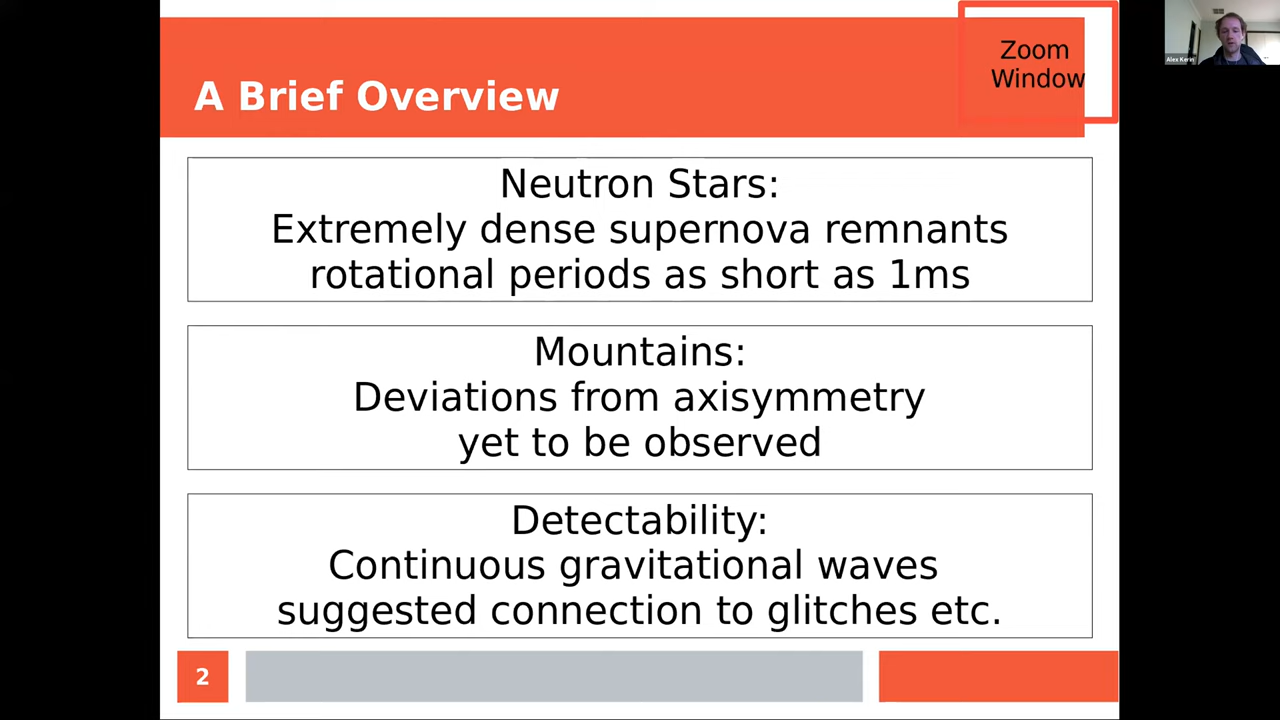 Zoom
Window
A Brief Overview
Neutron Stars:
Extremely dense supernova remnants
rotational periods as short as 1ms
Mountains:
Deviations from axisymmetry
yet to be observed
Detectability:
Continuous gravitational waves
suggested connection to glitches etc.
2